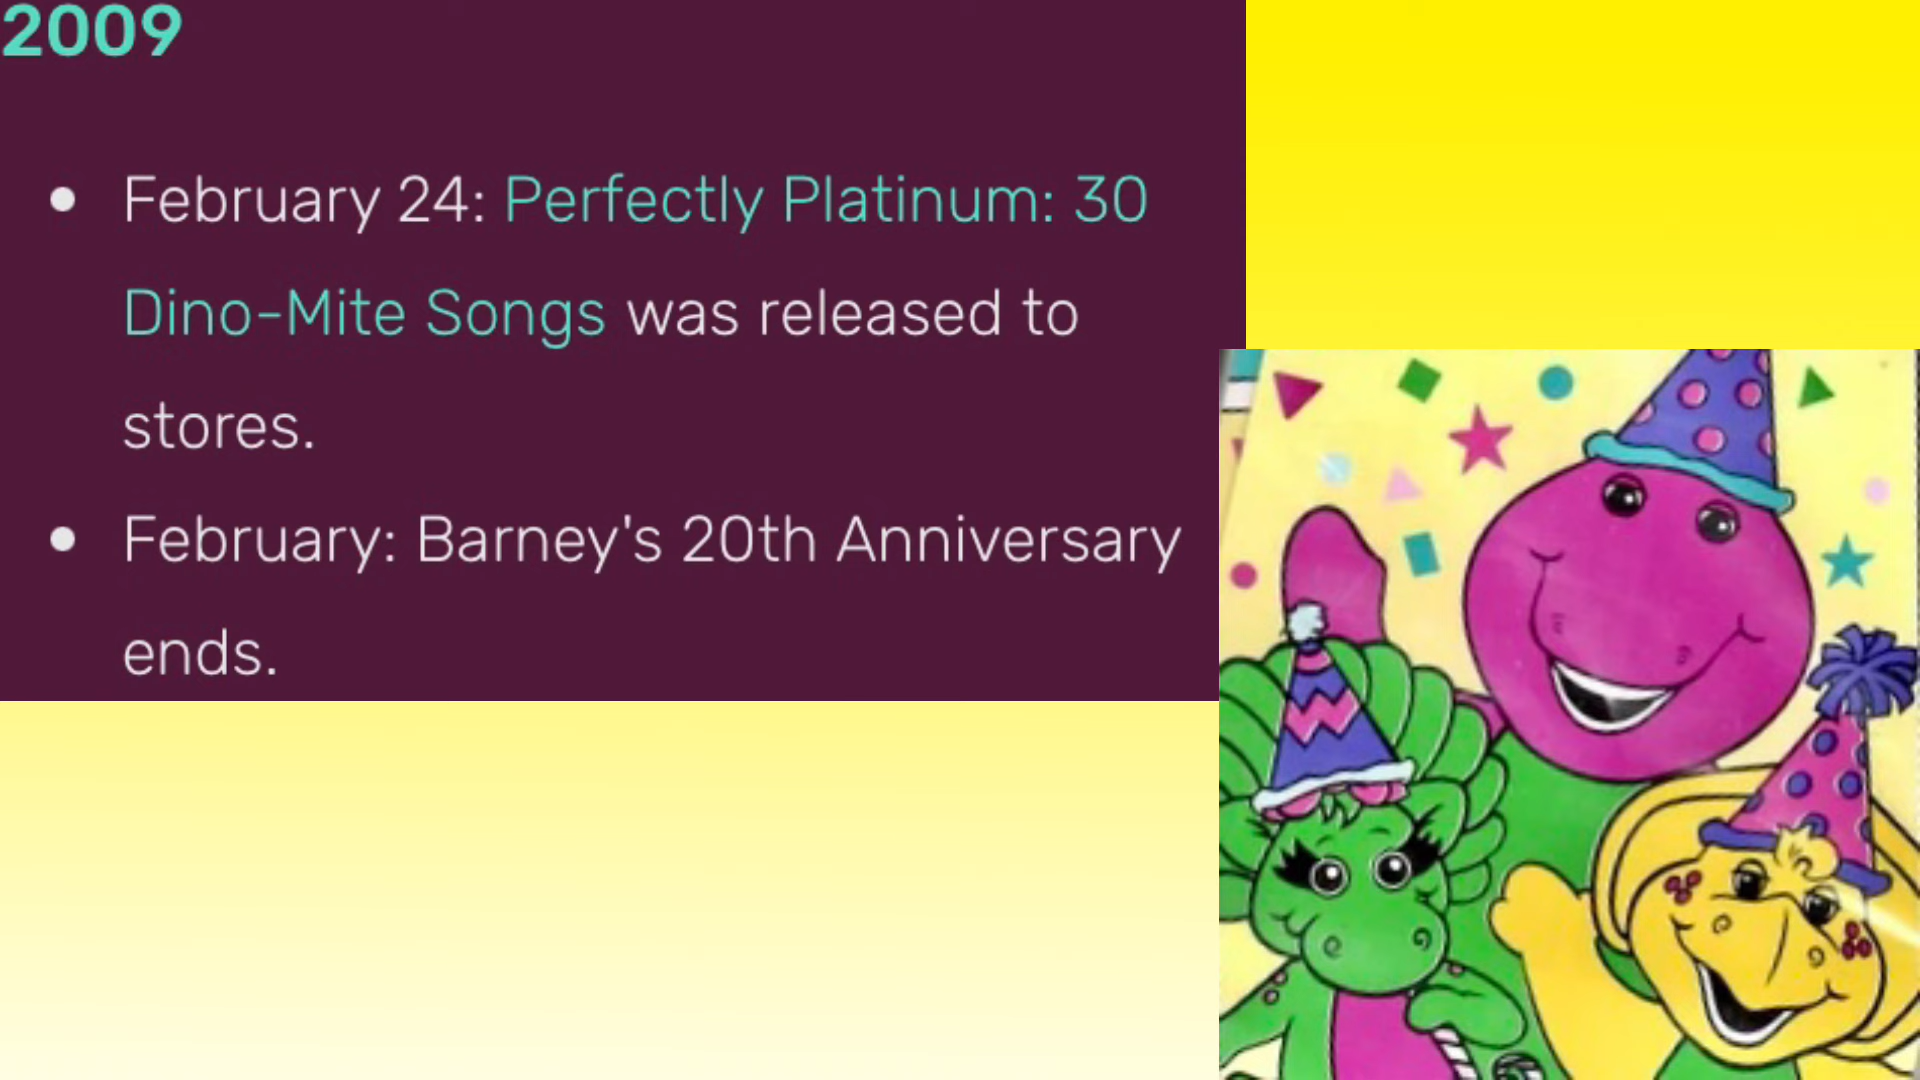 2009
February 24: Perfectly Platinum: 30
Dino-Mite Songs was released to
stores.
February: Barney's 20th Anniversary
ends.